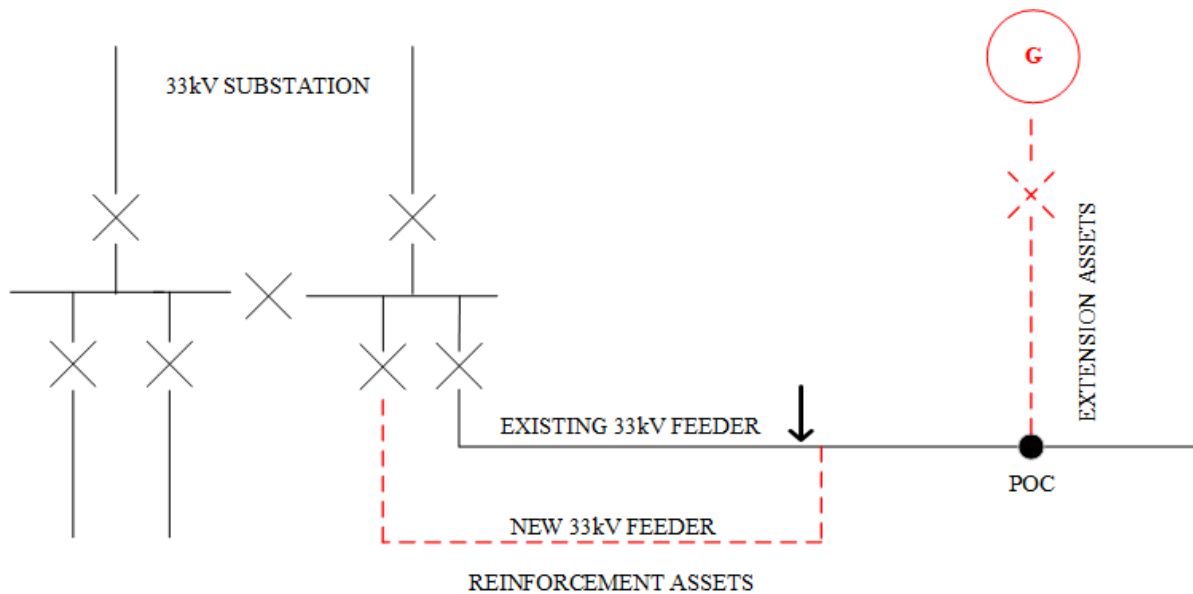 33kV SUBSTATION
G
EXTENSION ASSETS
EXISTING 33kV FEEDER
POC
NEW 33kV FEEDER
REINFORCEMENT ASSETS